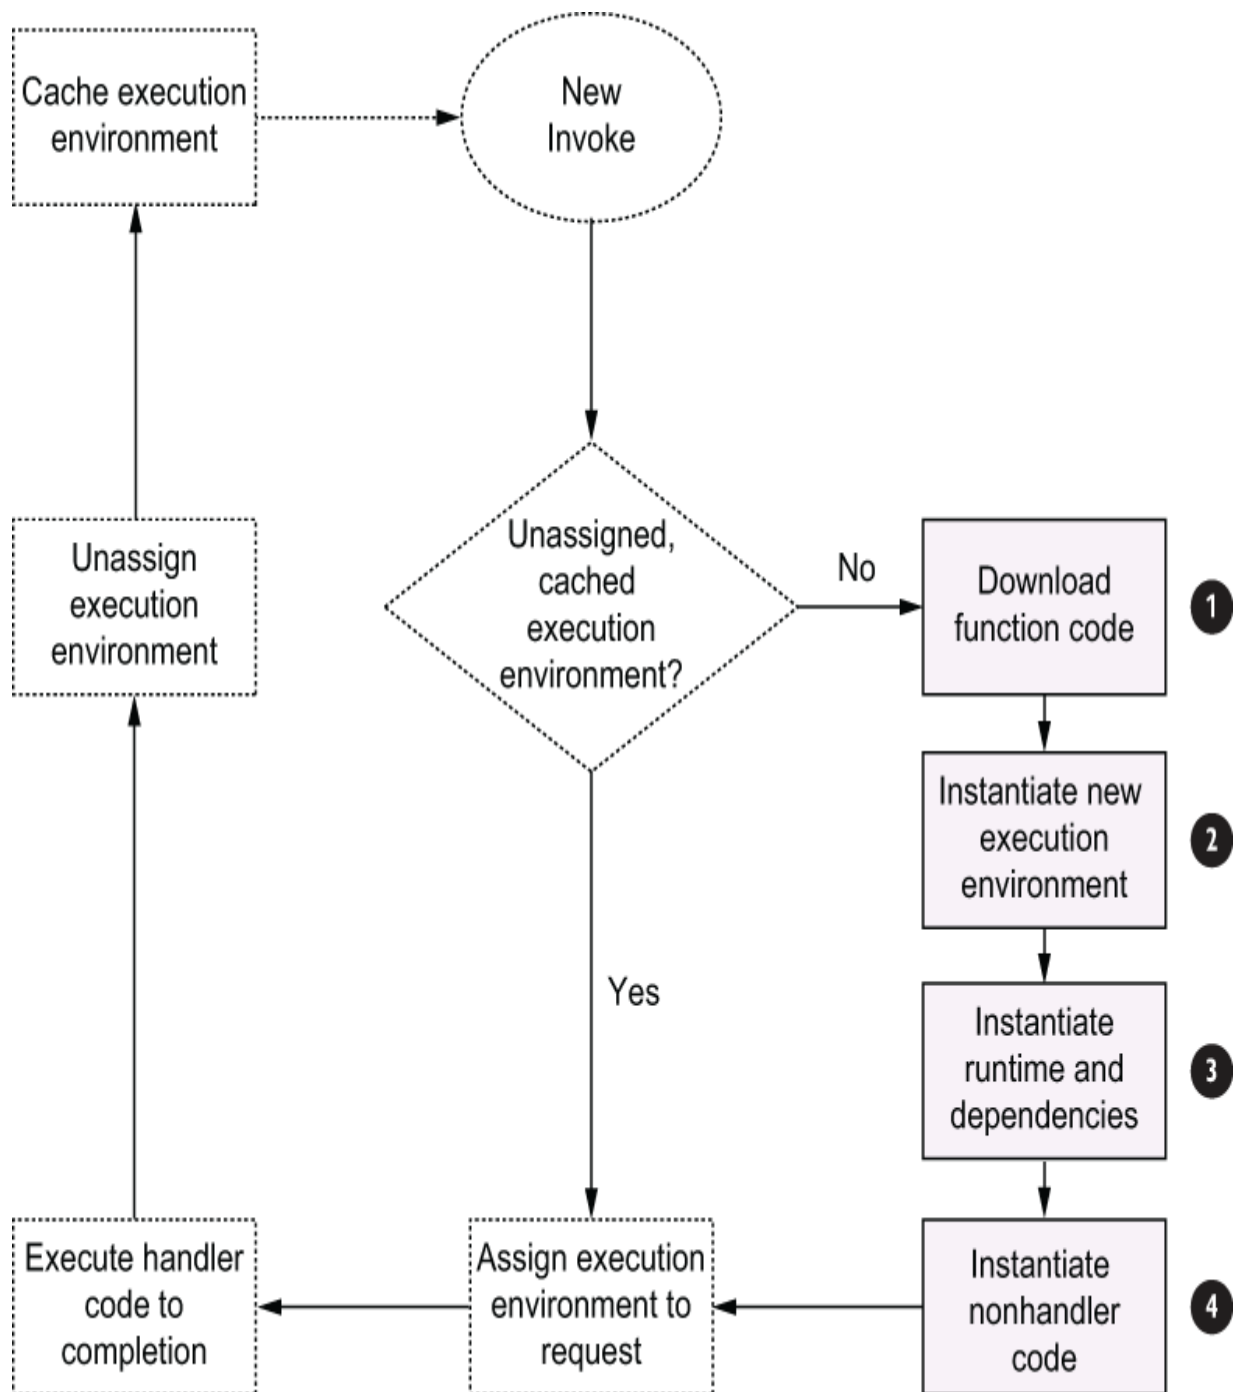 Cache execution
environment
New
Invoke
Unassigned,
cached
execution
environment?
No
Download
function code
1
Unassign
execution
environment
Instantiate new
execution
environment
2
Yes
Instantiate
runtime and
dependencies
3
Execute handler
code to
completion
Assign execution
environment to
request
Instantiate
nonhandler
code
4